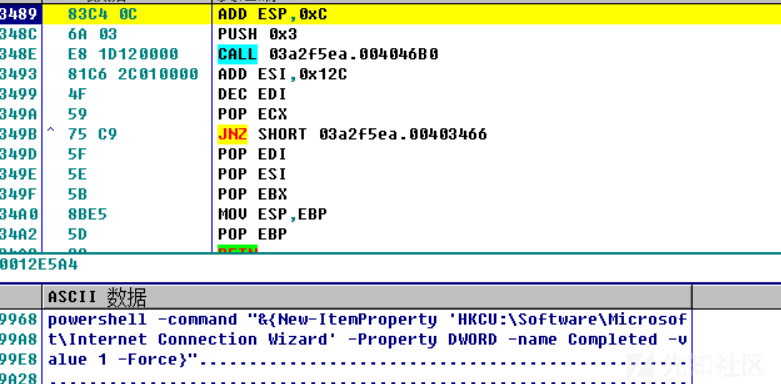 3489 83C4 0C ADD ESP,0xC
348C 6A 03 PUSH 0x3
348E E8 1D120000 CALL 03a2f5ea.004046B0
3493 81C6 2C010000 ADD ESI,0x12C
3499 4F DEC EDI
349A 59 POP ECX
349B ^ 75 C9 JNZ SHORT 03a2f5ea.00403466
349D 5F POP EDI
349E 5E POP ESI
349F 5B POP EBX
34A0 8BE5 MOV ESP,EBP
34A2 5D POP EBP
0012E5A4
ASCII 数据
9968 powershell -command "&{New-ItemProperty 'HKCU:\Software\Microsof
99A8 t\Internet Connection Wizard' -Property DWORD -name Completed -v
99E8 alue 1 -Force}".................................................
9A28 ................................................................
先知社区